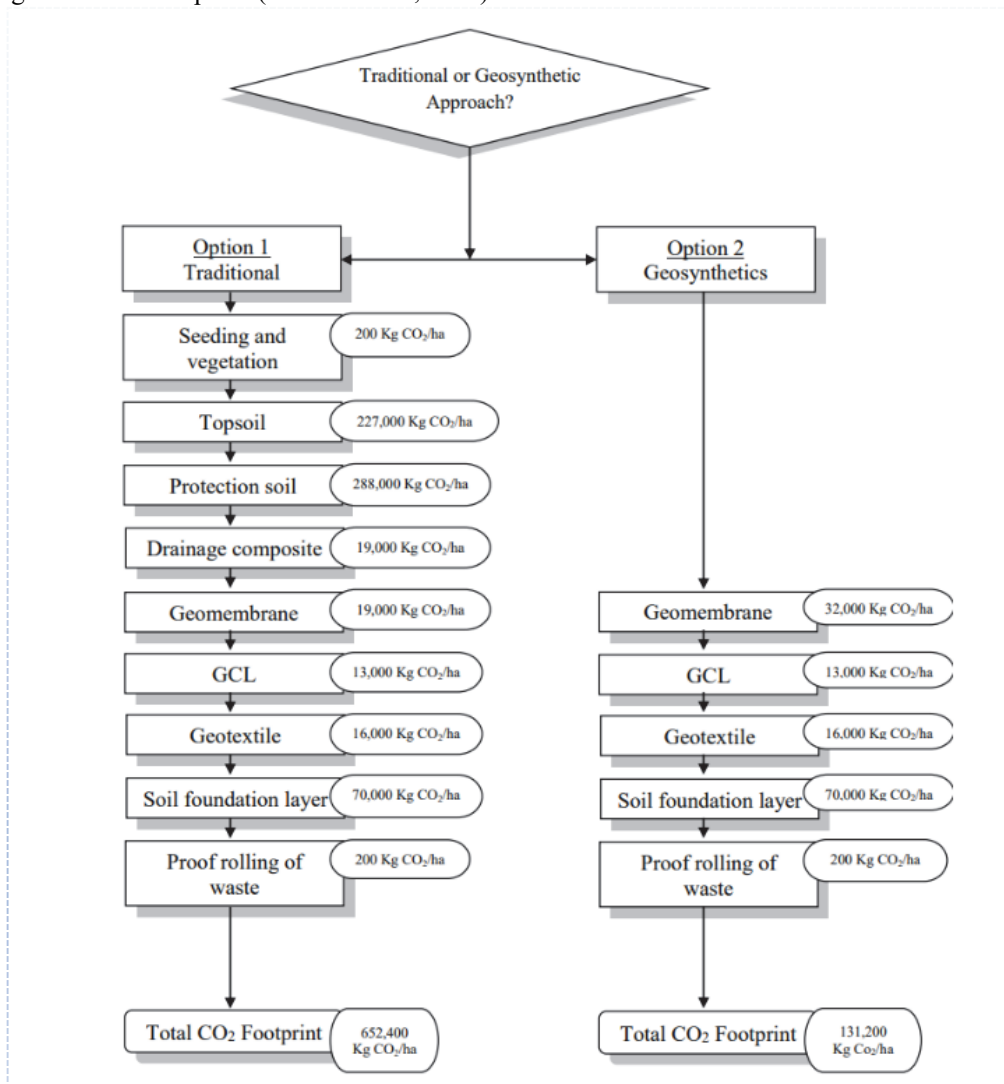 Traditional or Geosynthetic
Approach?
Option 1
Traditional
Option 2
Geosynthetics
Seeding and
vegetation
200 Kg CO₂/ha
Topsoil
227,000 Kg CO₂/ha
Protection soil
288,000 Kg CO₂/ha
Drainage composite
19,000 Kg CO₂/ha
Geomembrane
19,000 Kg CO₂/ha
Geomembrane
32,000 Kg CO₂/ha
GCL
13,000 Kg CO₂/ha
GCL
13,000 Kg CO₂/ha
Geotextile
16,000 Kg CO₂/ha
Geotextile
16,000 Kg CO₂/ha
Soil foundation layer
70,000 Kg CO₂/ha
Soil foundation layer
70,000 Kg CO₂/ha
Proof rolling of
waste
200 Kg CO₂/ha
Proof rolling of
waste
200 Kg CO₂/ha
Total CO₂ Footprint
652,400
Kg CO₂/ha
Total CO₂ Footprint
131,200
Kg Co₂/ha